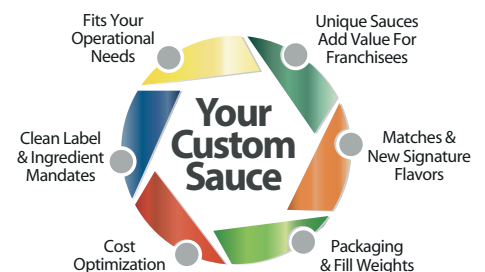 Fits Your
Operational
Needs
Unique Sauces
Add Value For
Franchisees
Your
Custom
Sauce
Clean Label
& Ingredient
Mandates
Matches &
New Signature
Flavors
Cost
Optimization
Packaging
& Fill Weights